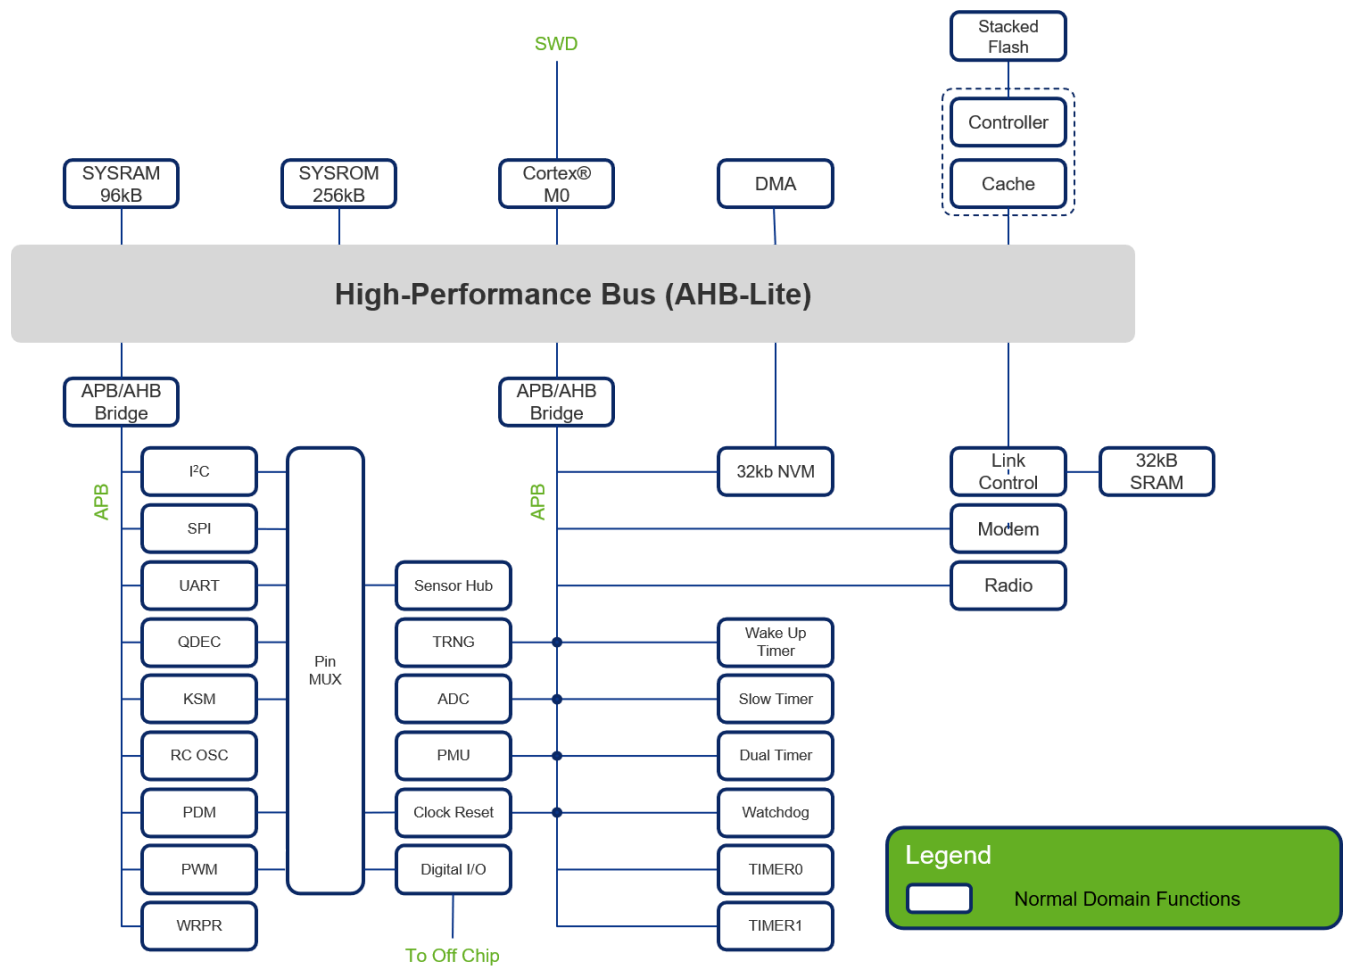 Stacked
Flash
SWD
Controller
SYSRAM
96kB
SYSROM
256kB
Cortex®
M0
DMA
Cache
High-Performance Bus (AHB-Lite)
APB/AHB
Bridge
APB/AHB
Bridge
APB
I²C
SPI
UART
QDEC
KSM
RC OSC
PDM
PWM
WRPR
Pin
MUX
Sensor Hub
TRNG
ADC
PMU
Clock Reset
Digital I/O
To Off Chip
APB
32kb NVM
Link
Control
32kB
SRAM
Modem
Radio
Wake Up
Timer
Slow Timer
Dual Timer
Watchdog
TIMER0
TIMER1
Legend
Normal Domain Functions